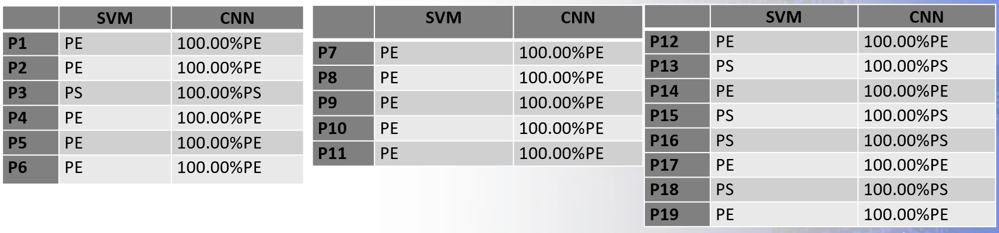 SVM CNN
P1 PE 100.00%PE
P2 PE 100.00%PE
P3 PS 100.00%PS
P4 PE 100.00%PE
P5 PE 100.00%PE
P6 PE 100.00%PE
SVM CNN
P7 PE 100.00%PE
P8 PE 100.00%PE
P9 PE 100.00%PE
P10 PE 100.00%PE
P11 PE 100.00%PE
SVM CNN
P12 PE 100.00%PE
P13 PS 100.00%PS
P14 PE 100.00%PE
P15 PS 100.00%PS
P16 PS 100.00%PS
P17 PE 100.00%PE
P18 PS 100.00%PS
P19 PE 100.00%PE